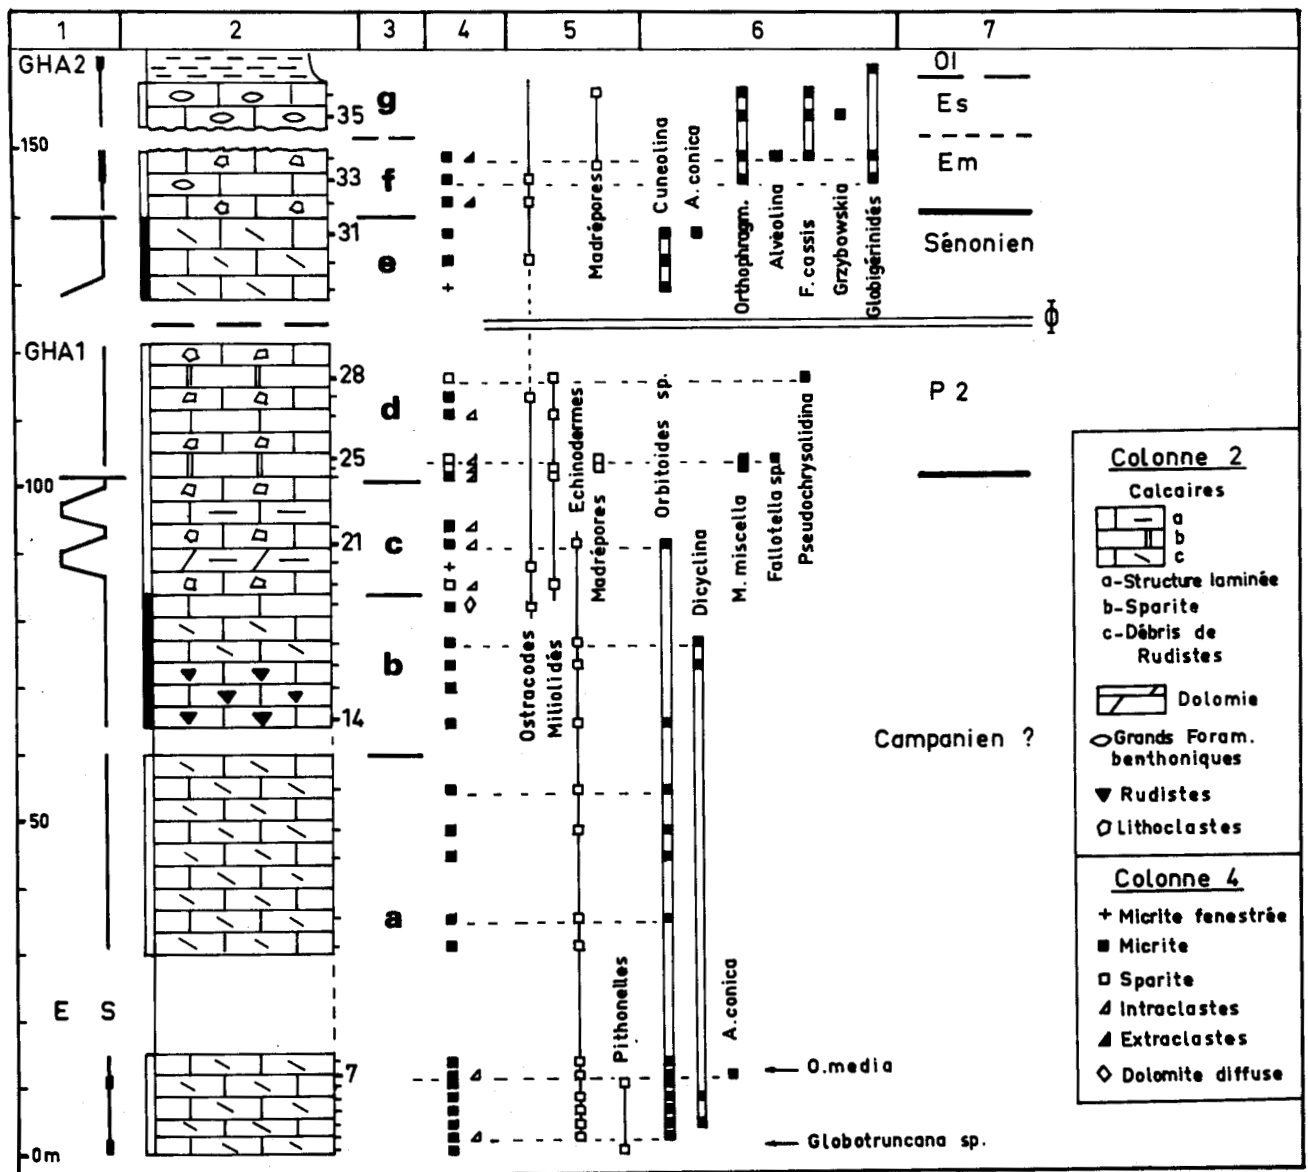 1 2 3 4 5 6 7
GHA2
150
GHA1
100
50
E S
0m
35
33
31
28
25
21
14
7
g
f
e
d
c
b
a
Madrépores
Cuneolina
A. conica
Orthophragm.
Alvéolina
F. cassis
Grzybowskia
Globigérinidés
Ol
Es
Em
Sénonien
Φ
P 2
Ostracodes
Miliolidés
Echinodermes
Madrépores
Orbitoides sp.
Dicyclina
M. miscella
Fallotella sp.
Pseudochrysalidina
Campanien ?
Pithonelles
A. conica
O. media
Globotruncana sp.
Colonne 2
Calcaires
a
b
c
a-Structure laminée
b-Sparite
c-Débris de
Rudistes
Dolomie
Grands Foram.
benthoniques
Rudistes
Lithoclastes
Colonne 4
+ Micrite fenestrée
Micrite
Sparite
Intraclastes
Extraclastes
Dolomite diffuse